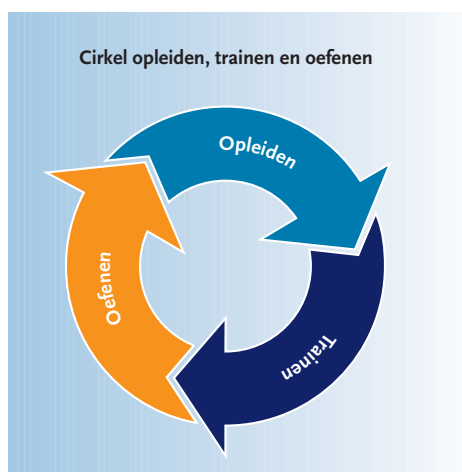 Cirkel opleiden, trainen en oefenen
Opleiden
Trainen
Oefenen